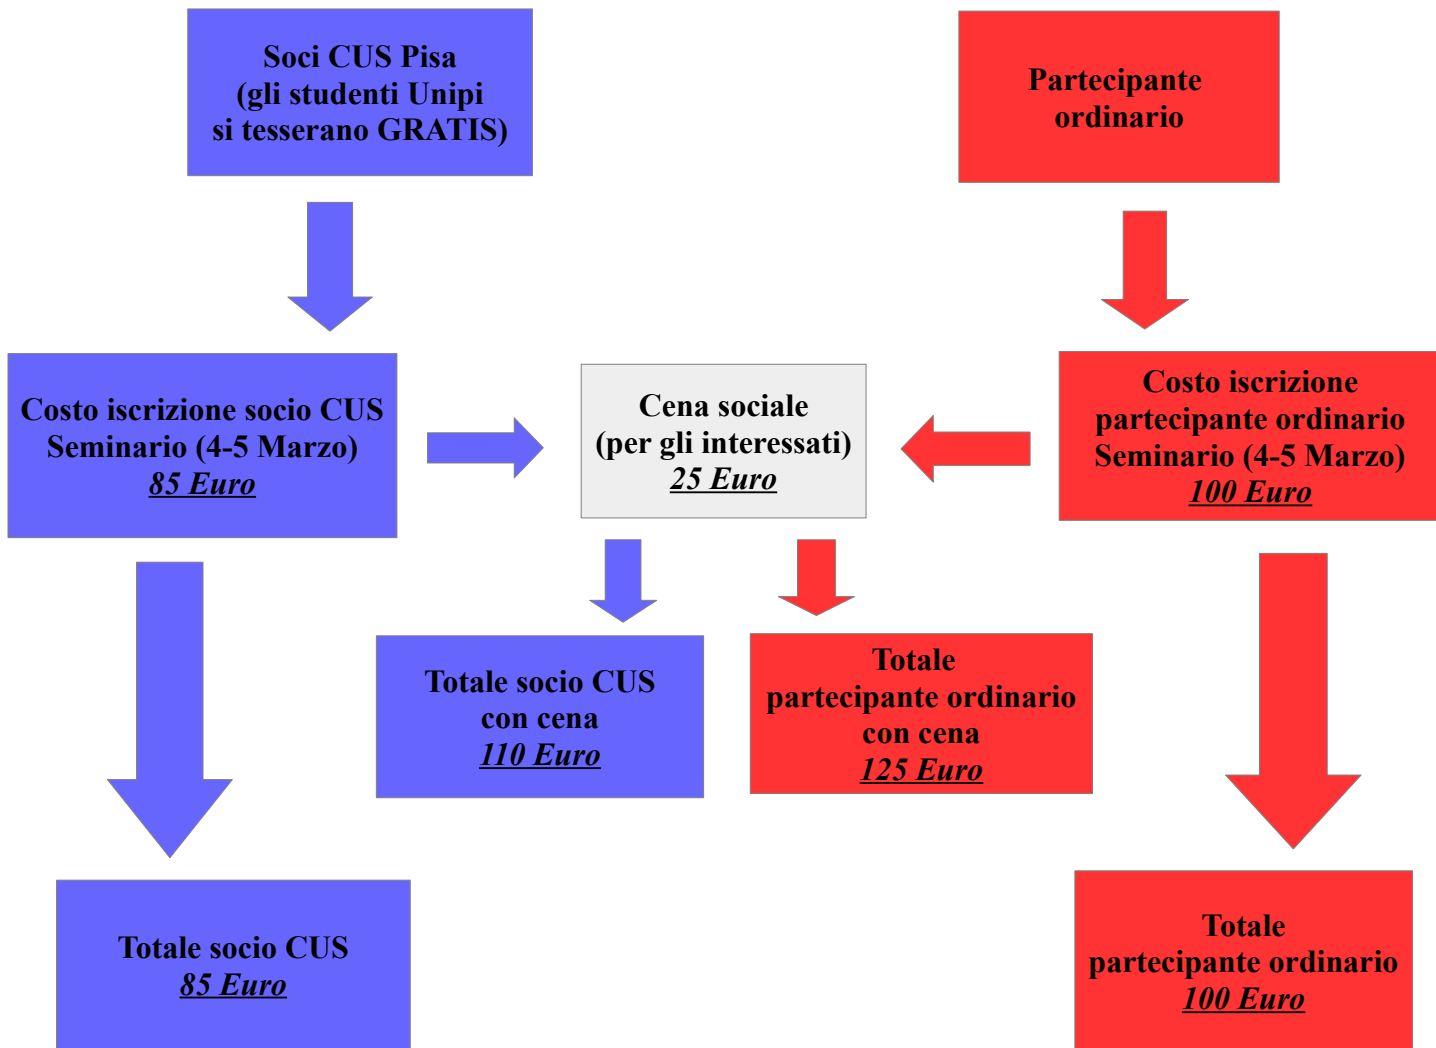 Soci CUS Pisa
(gli studenti Unipi
si tesserano GRATIS)
Partecipante
ordinario
Costo iscrizione socio CUS
Seminario (4-5 Marzo)
85 Euro
Cena sociale
(per gli interessati)
25 Euro
Costo iscrizione
partecipante ordinario
Seminario (4-5 Marzo)
100 Euro
Totale socio CUS
con cena
110 Euro
Totale
partecipante ordinario
con cena
125 Euro
Totale socio CUS
85 Euro
Totale
partecipante ordinario
100 Euro